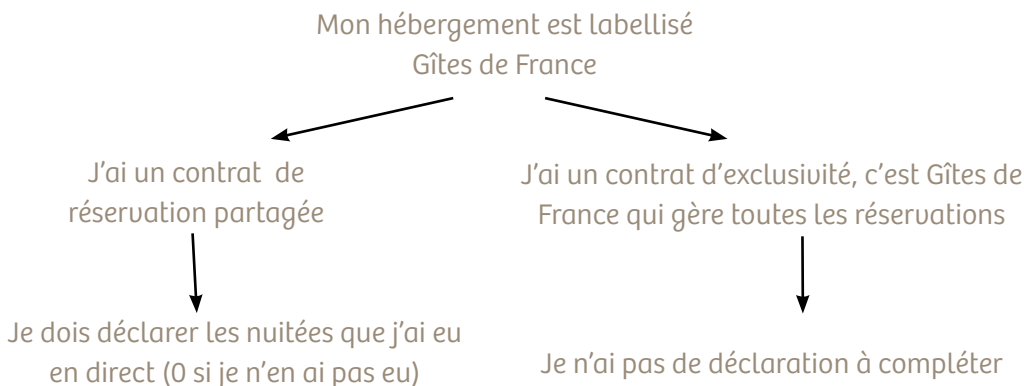 Mon hébergement est labellisé
Gîtes de France
J'ai un contrat de
réservation partagée
J'ai un contrat d'exclusivité, c'est Gîtes de
France qui gère toutes les réservations
Je dois déclarer les nuitées que j'ai eu
en direct (0 si je n'en ai pas eu)
Je n'ai pas de déclaration à compléter